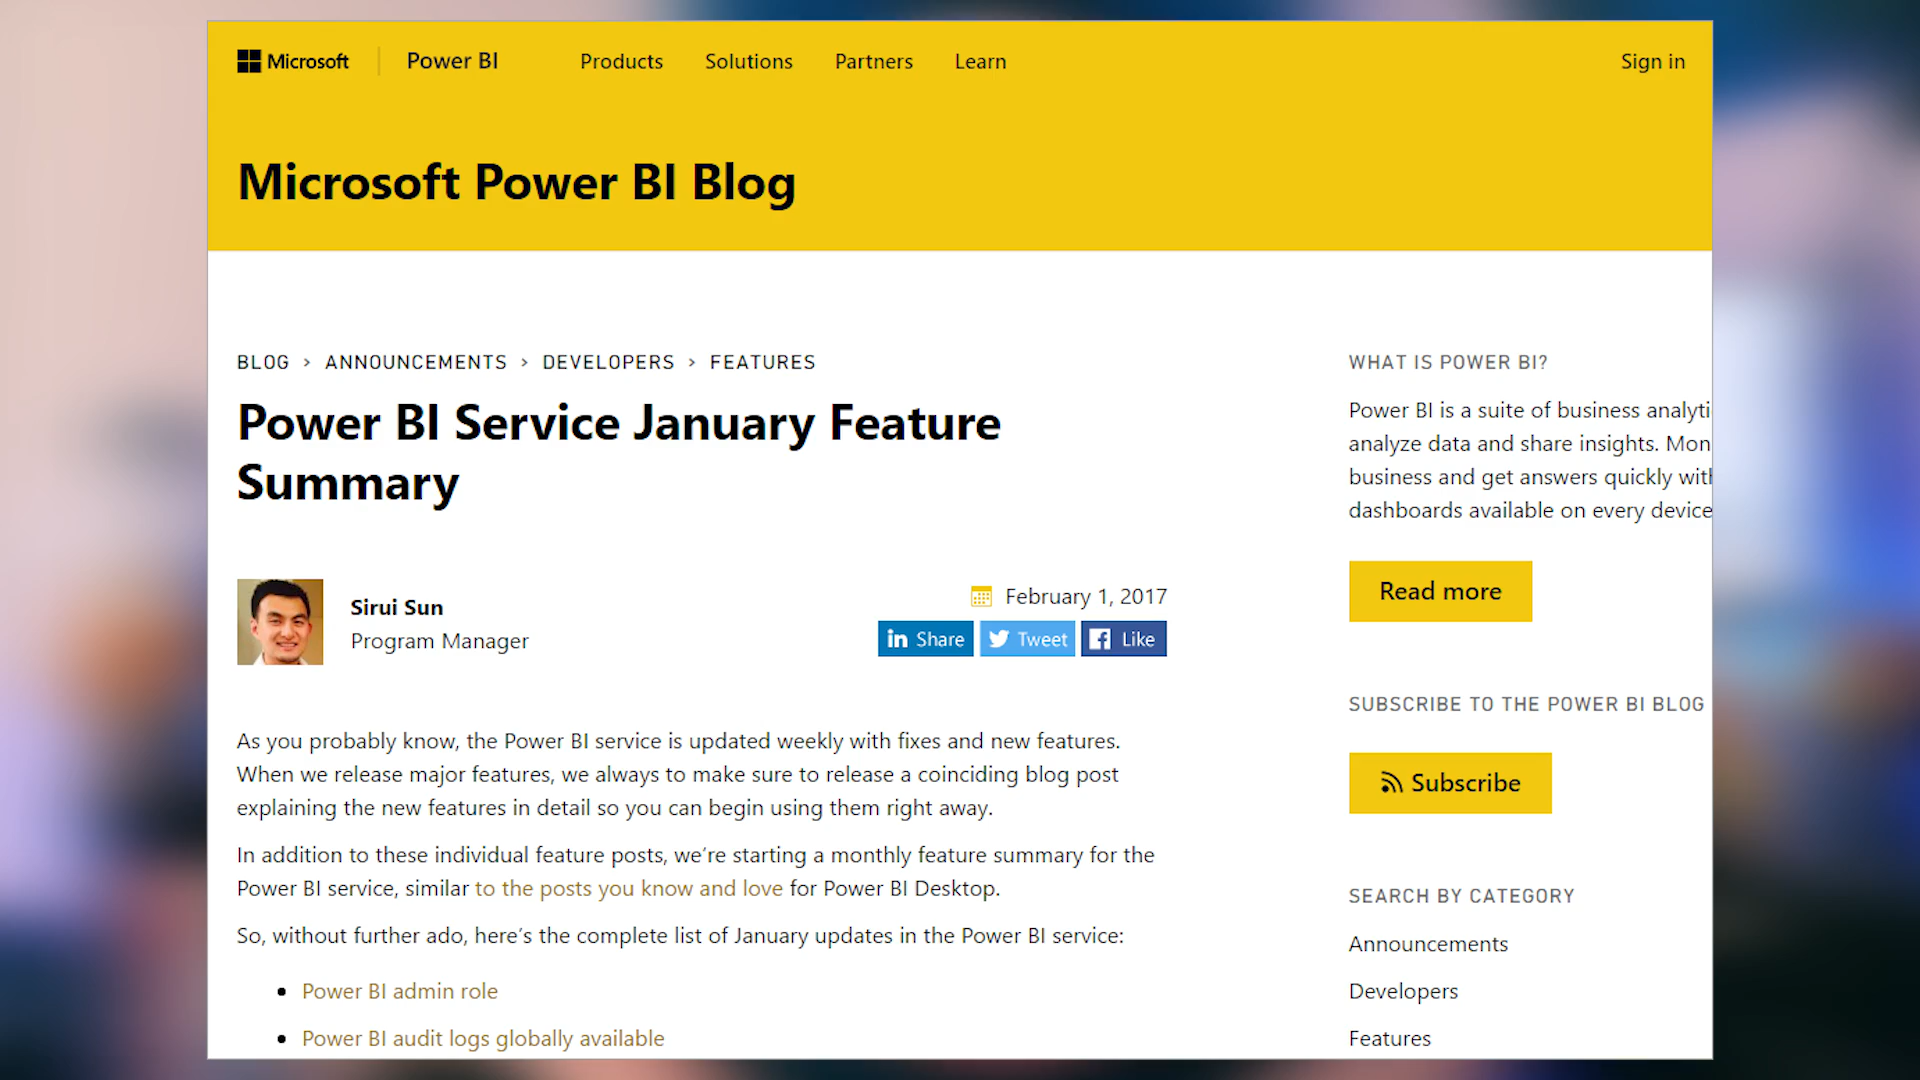 Microsoft Power BI Products Solutions Partners Learn Sign in
Microsoft Power BI Blog
BLOG > ANNOUNCEMENTS > DEVELOPERS > FEATURES
Power BI Service January Feature
Summary
Sirui Sun
Program Manager
February 1, 2017
in Share Tweet Like
As you probably know, the Power BI service is updated weekly with fixes and new features.
When we release major features, we always to make sure to release a coinciding blog post
explaining the new features in detail so you can begin using them right away.
In addition to these individual feature posts, we’re starting a monthly feature summary for the
Power BI service, similar to the posts you know and love for Power BI Desktop.
So, without further ado, here’s the complete list of January updates in the Power BI service:
• Power BI admin role
• Power BI audit logs globally available
WHAT IS POWER BI?
Power BI is a suite of business analyti
analyze data and share insights. Mon
business and get answers quickly with
dashboards available on every device
Read more
SUBSCRIBE TO THE POWER BI BLOG
Subscribe
SEARCH BY CATEGORY
Announcements
Developers
Features